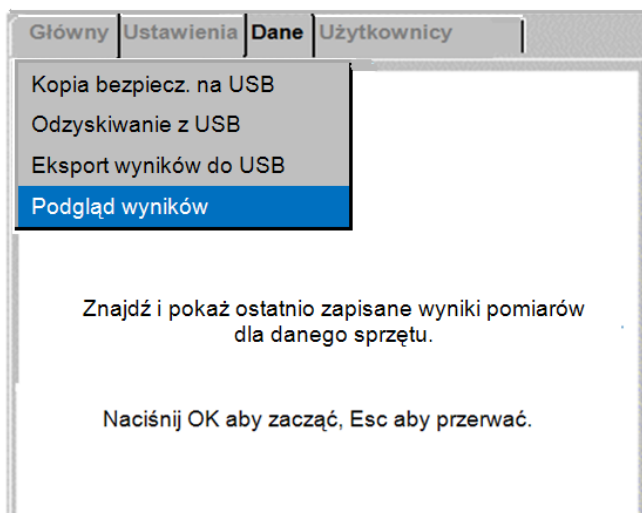 Główny Ustawienia Dane Użytkownicy
Kopia bezpiecz. na USB
Odzyskiwanie z USB
Eksport wyników do USB
Podgląd wyników
Znajdź i pokaż ostatnio zapisane wyniki pomiarów
dla danego sprzętu.
Naciśnij OK aby zacząć, Esc aby przerwać.